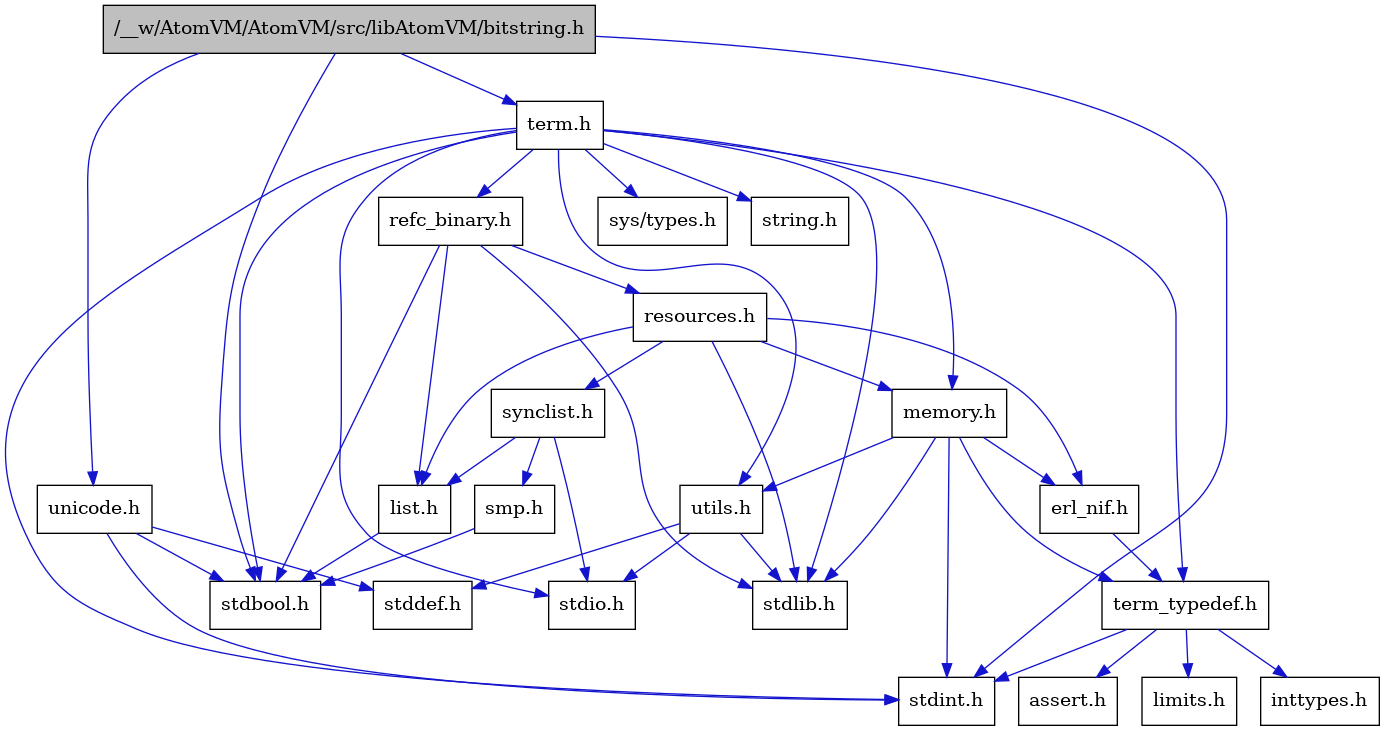 /__w/AtomVM/AtomVM/src/libAtomVM/bitstring.h
term.h
refc_binary.h
sys/types.h
string.h
resources.h
synclist.h
memory.h
unicode.h
list.h
smp.h
utils.h
erl_nif.h
stdbool.h
stddef.h
stdio.h
stdlib.h
term_typedef.h
stdint.h
assert.h
limits.h
inttypes.h